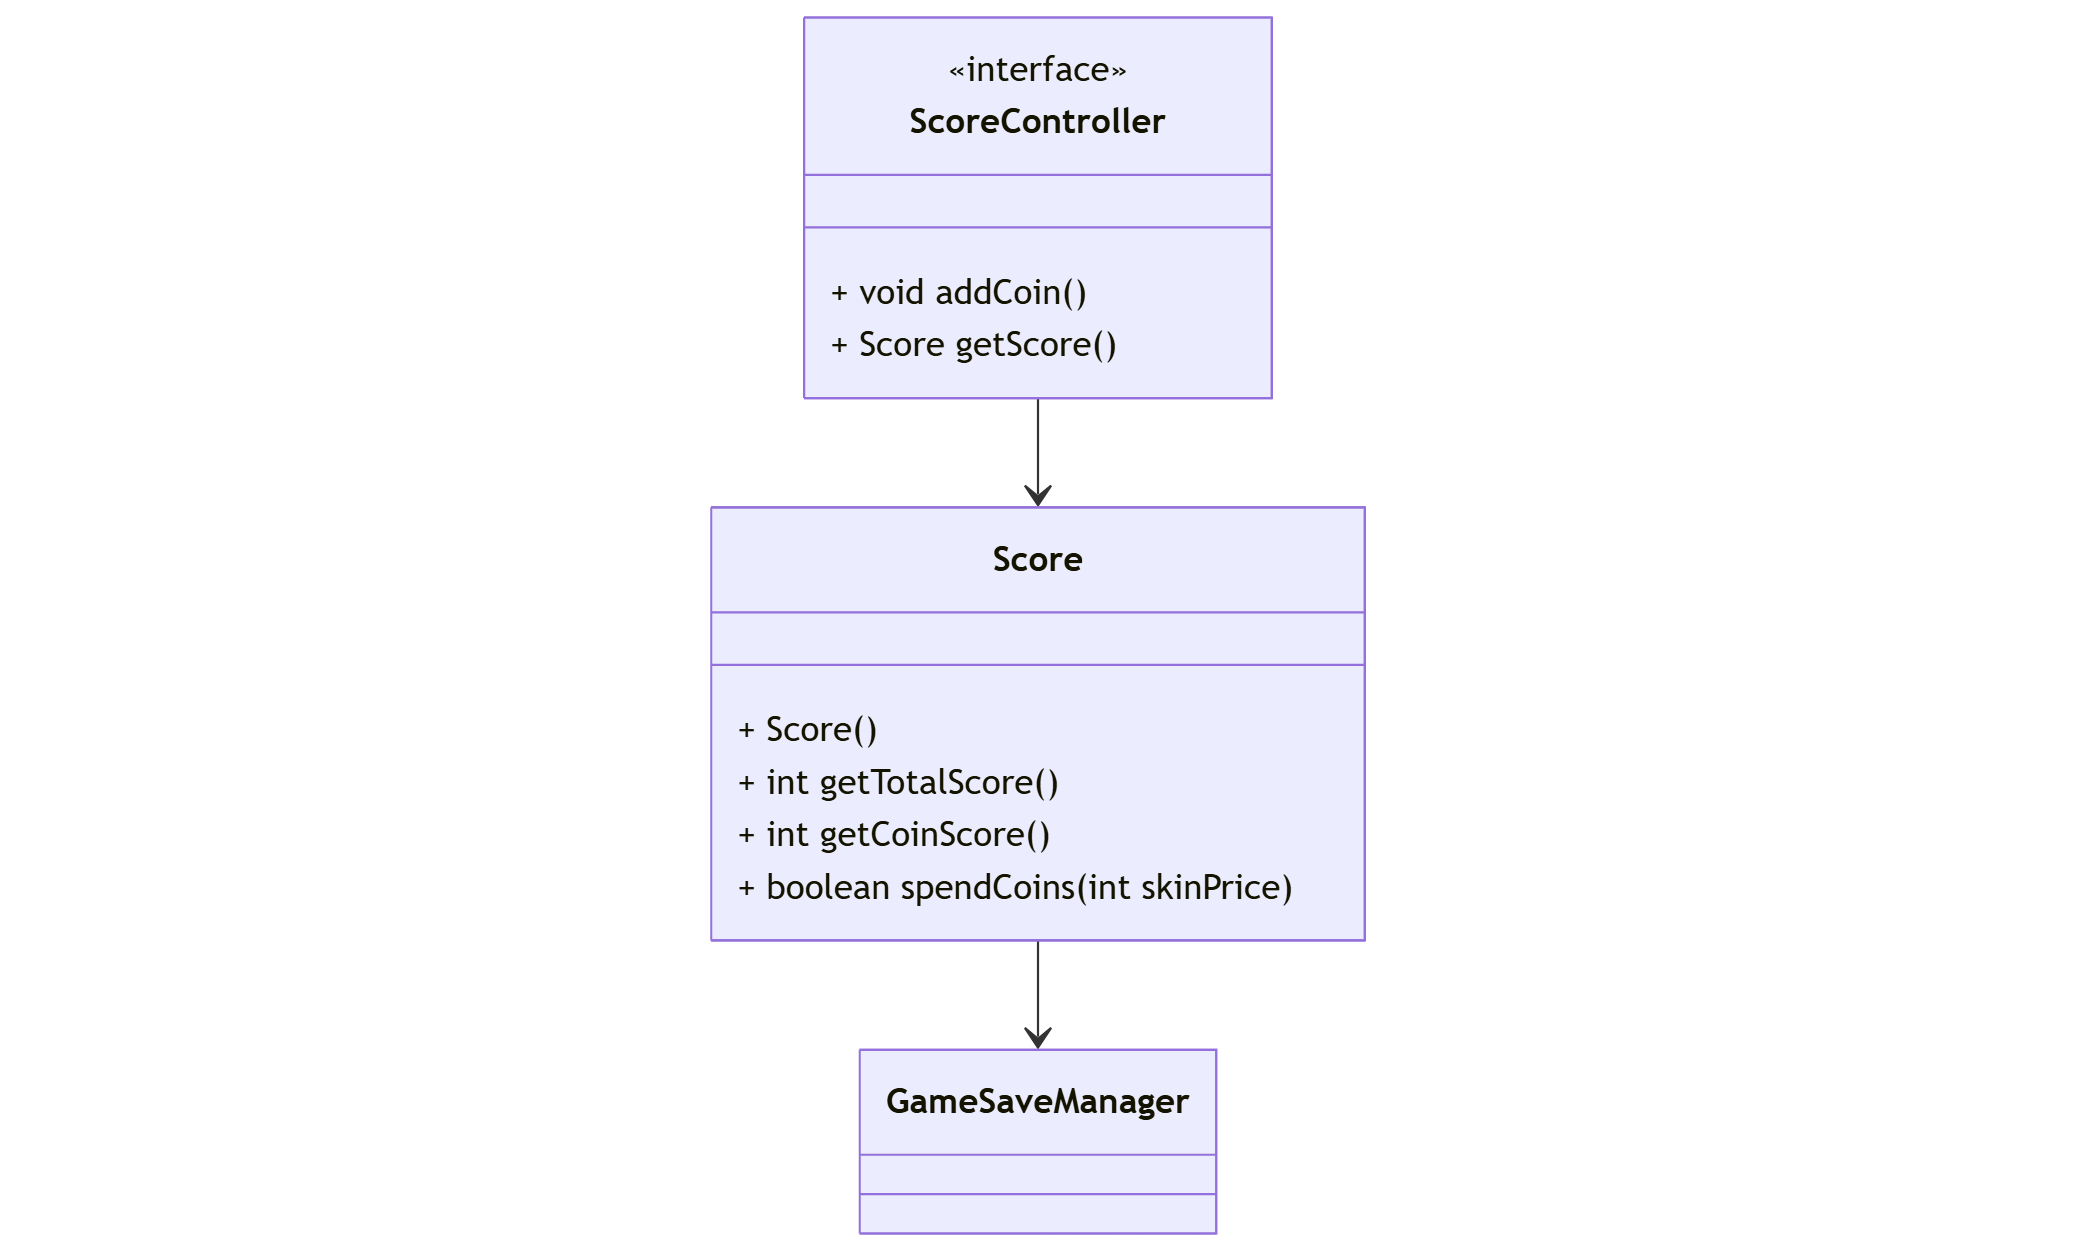 «interface»
ScoreController
+ void addCoin()
+ Score getScore()
Score
+ Score()
+ int getTotalScore()
+ int getCoinScore()
+ boolean spendCoins(int skinPrice)
GameSaveManager